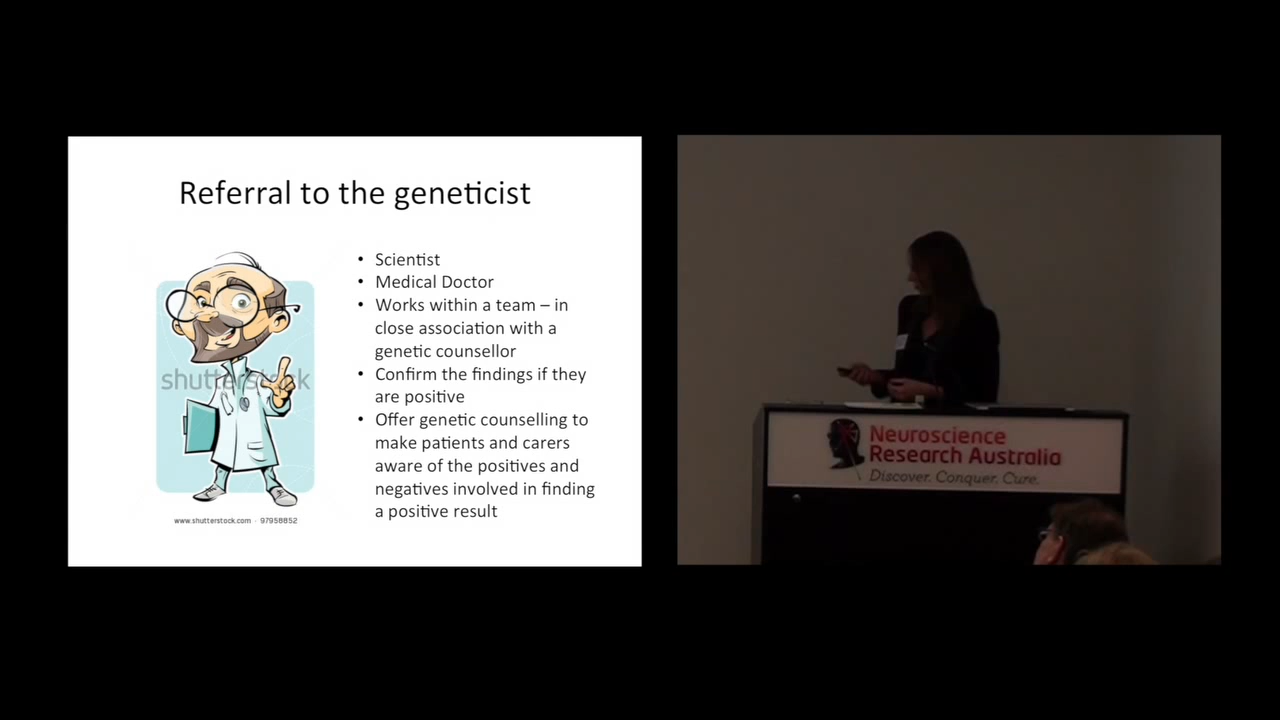 Referral to the geneticist
• Scientist
• Medical Doctor
• Works within a team – in
close association with a
genetic counsellor
• Confirm the findings if they
are positive
• Offer genetic counselling to
make patients and carers
aware of the positives and
negatives involved in finding
a positive result
shutterstock
www.shutterstock.com · 97958852
Neuroscience
Research Australia
Discover. Conquer. Cure.